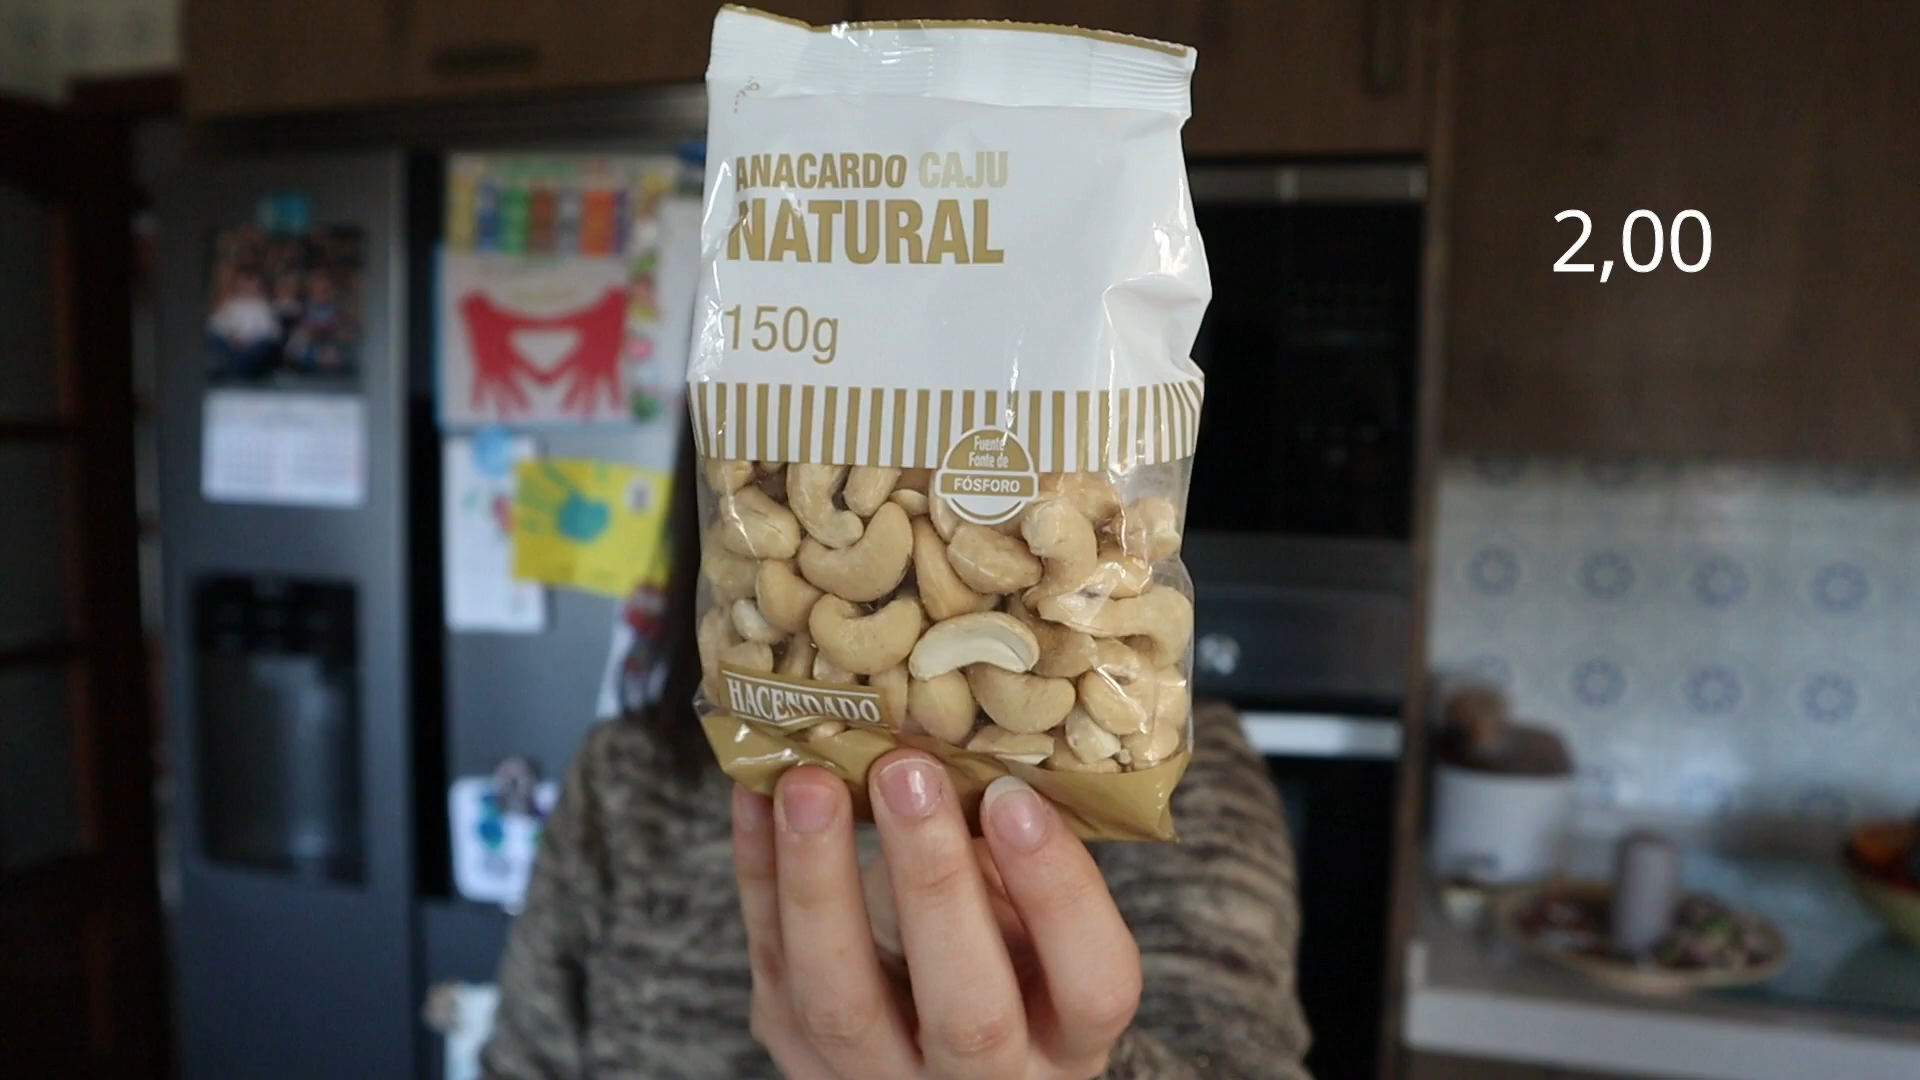 ANACARDO CAJU
NATURAL
150g
Fuente
Fonte de
FÓSFORO
HACENDADO
2,00